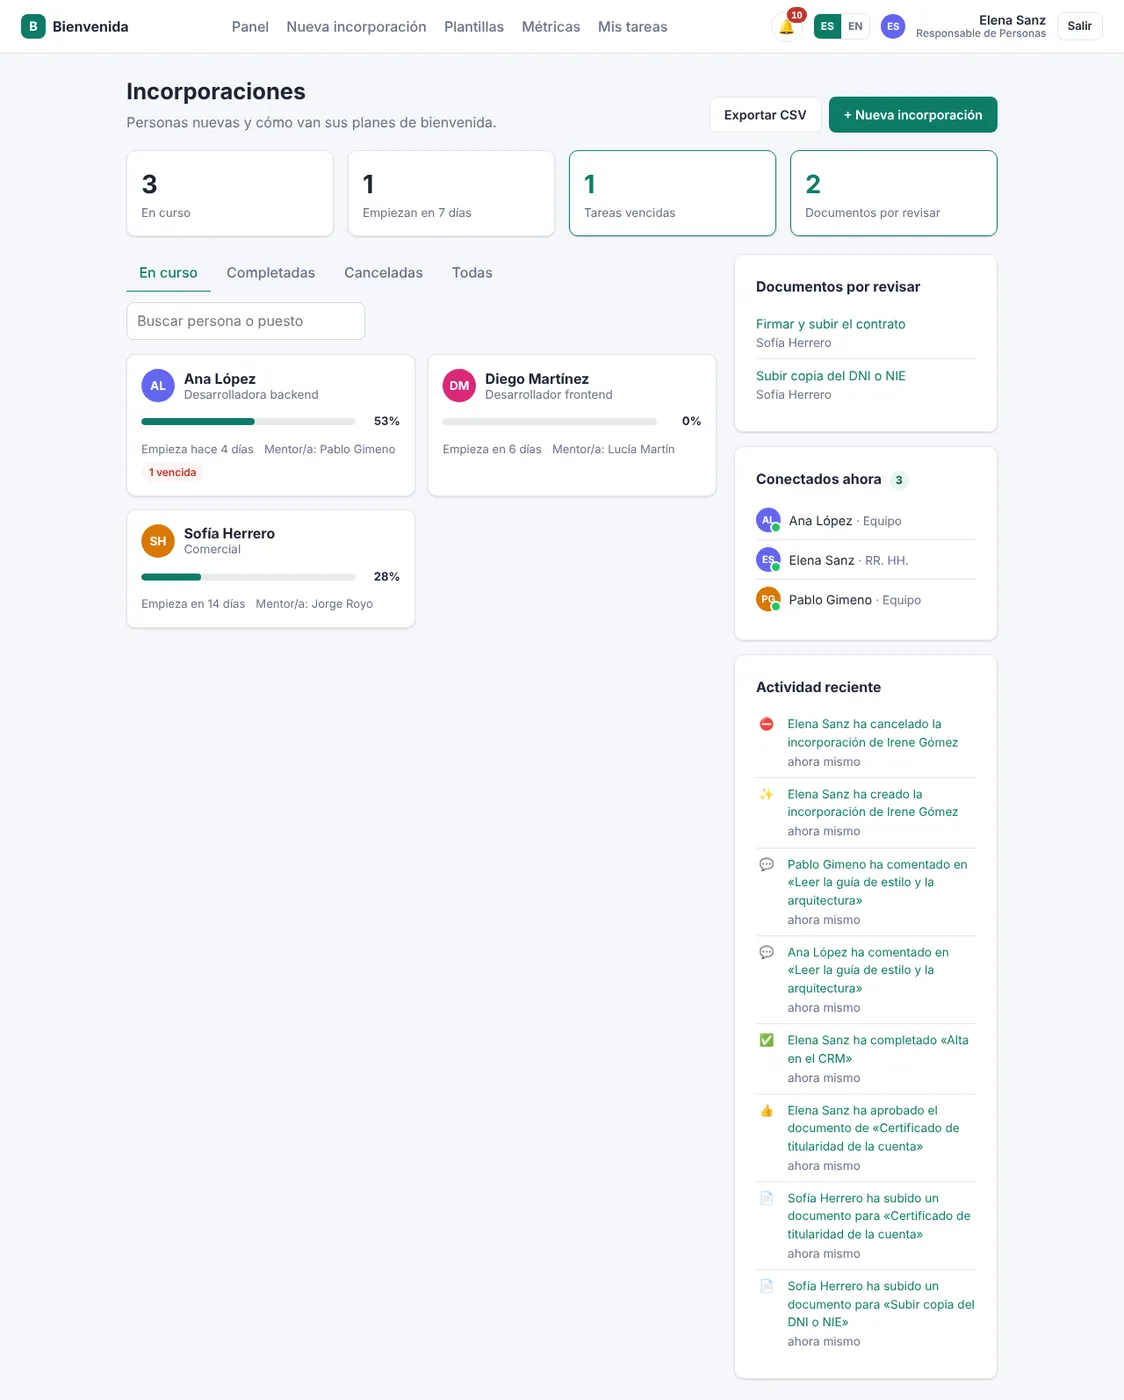 B Bienvenida
Panel Nueva incorporación Plantillas Métricas Mis tareas
10
ES EN
ES
Elena Sanz
Responsable de Personas
Salir
Incorporaciones
Personas nuevas y cómo van sus planes de bienvenida.
Exportar CSV
+ Nueva incorporación
3
En curso
1
Empiezan en 7 días
1
Tareas vencidas
2
Documentos por revisar
En curso Completadas Canceladas Todas
Buscar persona o puesto
AL
Ana López
Desarrolladora backend
53%
Empieza hace 4 días Mentor/a: Pablo Gimeno
1 vencida
DM
Diego Martínez
Desarrollador frontend
0%
Empieza en 6 días Mentor/a: Lucía Martín
SH
Sofía Herrero
Comercial
28%
Empieza en 14 días Mentor/a: Jorge Royo
Documentos por revisar
Firmar y subir el contrato
Sofía Herrero
Subir copia del DNI o NIE
Sofía Herrero
Conectados ahora 3
AL Ana López · Equipo
ES Elena Sanz · RR. HH.
PG Pablo Gimeno · Equipo
Actividad reciente
Elena Sanz ha cancelado la
incorporación de Irene Gómez
ahora mismo
Elena Sanz ha creado la
incorporación de Irene Gómez
ahora mismo
Pablo Gimeno ha comentado en
«Leer la guía de estilo y la
arquitectura»
ahora mismo
Ana López ha comentado en
«Leer la guía de estilo y la
arquitectura»
ahora mismo
Elena Sanz ha completado «Alta
en el CRM»
ahora mismo
Elena Sanz ha aprobado el
documento de «Certificado de
titularidad de la cuenta»
ahora mismo
Sofía Herrero ha subido un
documento para «Certificado de
titularidad de la cuenta»
ahora mismo
Sofía Herrero ha subido un
documento para «Subir copia del
DNI o NIE»
ahora mismo